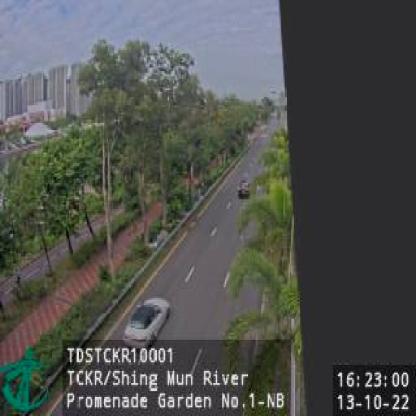 TDSTCKR10001
TCKR/Shing Mun River
Promenade Garden No.1-NB
16:23:00
13-10-22